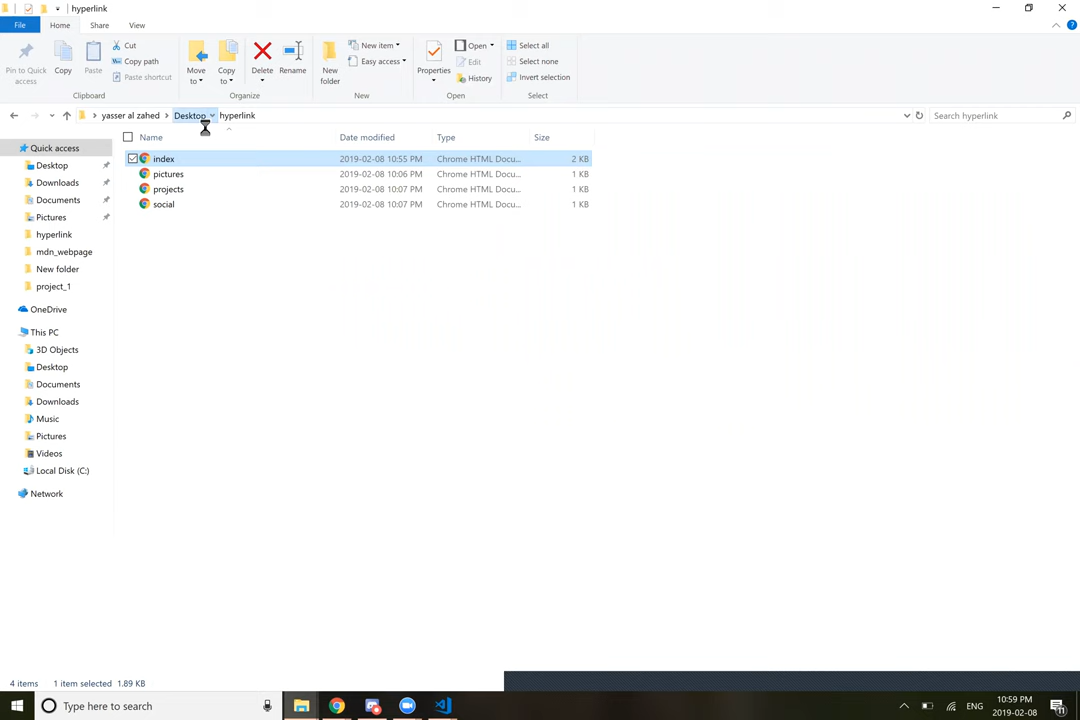 hyperlink
File Home Share View
Pin to Quick access
Copy
Paste
Cut
Copy path
Paste shortcut
Move to
Copy to
Delete
Rename
New folder
New item
Easy access
Properties
Open
Edit
History
Select all
Select none
Invert selection
Clipboard Organize New Open Select
yasser al zahed Desktop hyperlink Search hyperlink
Name Date modified Type Size
index 2019-02-08 10:55 PM Chrome HTML Docu... 2 KB
pictures 2019-02-08 10:06 PM Chrome HTML Docu... 1 KB
projects 2019-02-08 10:07 PM Chrome HTML Docu... 1 KB
social 2019-02-08 10:07 PM Chrome HTML Docu... 1 KB
Quick access
Desktop
Downloads
Documents
Pictures
hyperlink
mdn_webpage
New folder
project_1
OneDrive
This PC
3D Objects
Desktop
Documents
Downloads
Music
Pictures
Videos
Local Disk (C:)
Network
4 items 1 item selected 1.89 KB
Type here to search
ENG
10:59 PM
2019-02-08